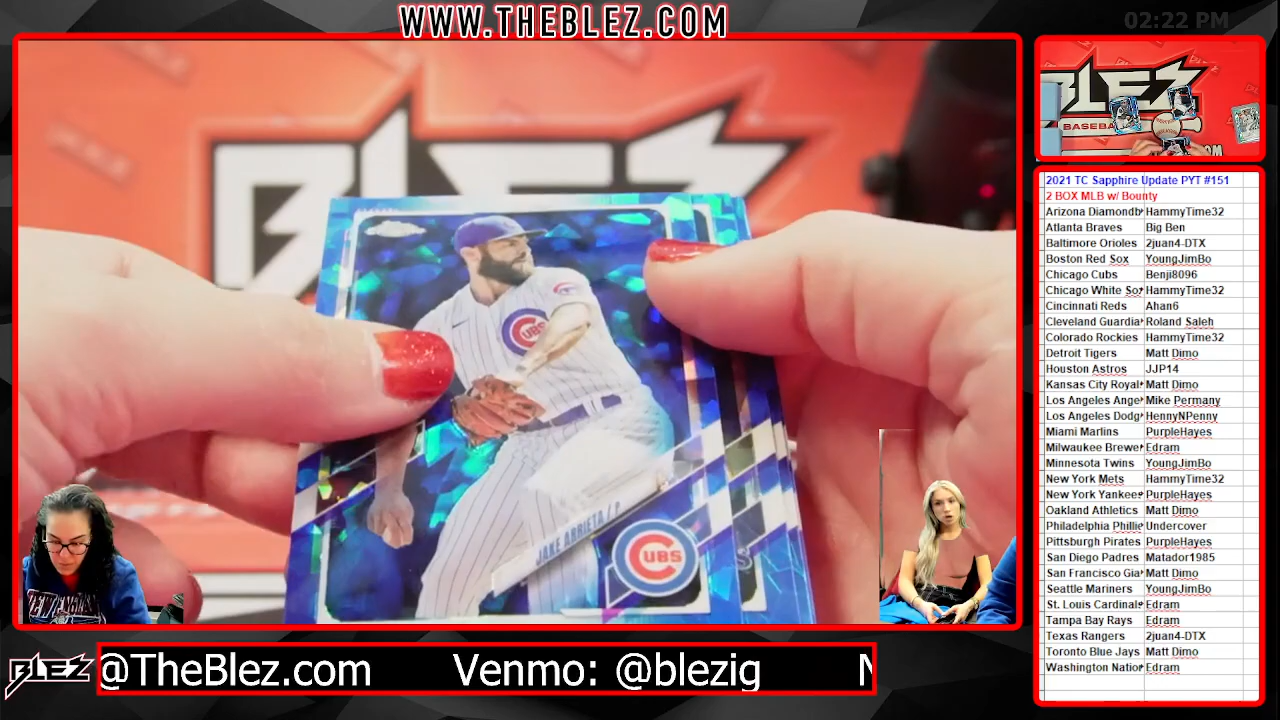 WWW.THEBLEZ.COM
02:22 PM
BLEZ
CUBS
JAKE ARRIETA / P
CUBS
BLEZ
BASEBA
2021 TC Sapphire Update PYT #151
2 BOX MLB w/ Bounty
Arizona Diamondb HammyTime32
Atlanta Braves Big Ben
Baltimore Orioles 2juan4-DTX
Boston Red Sox YoungJimBo
Chicago Cubs Benji8096
Chicago White Sox HammyTime32
Cincinnati Reds Ahan6
Cleveland Guardia Roland Saleh
Colorado Rockies HammyTime32
Detroit Tigers Matt Dimo
Houston Astros JJP14
Kansas City Royal Matt Dimo
Los Angeles Ange Mike Permany
Los Angeles Dodg HennyNPenny
Miami Marlins PurpleHayes
Milwaukee Brewe Edram
Minnesota Twins YoungJimBo
New York Mets HammyTime32
New York Yankee PurpleHayes
Oakland Athletics Matt Dimo
Philadelphia Phillie Undercover
Pittsburgh Pirates PurpleHayes
San Diego Padres Matador1985
San Francisco Gia Matt Dimo
Seattle Mariners YoungJimBo
St. Louis Cardinals Edram
Tampa Bay Rays Edram
Texas Rangers 2juan4-DTX
Toronto Blue Jays Matt Dimo
Washington Natio Edram
BLEZ @TheBlez.com Venmo: @blezig N